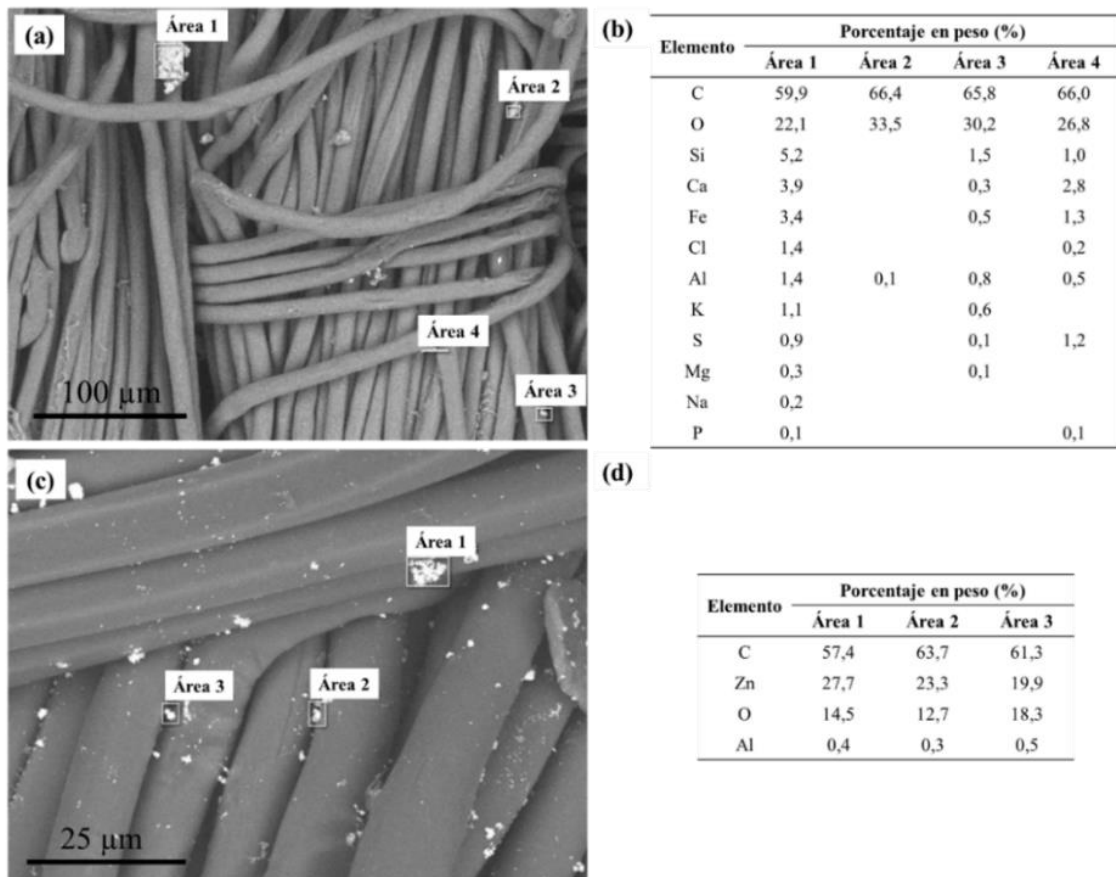 (a)
Área 1
Área 2
Área 4
Área 3
100 µm
(b)
Elemento Porcentaje en peso (%)
Área 1 Área 2 Área 3 Área 4
C 59,9 66,4 65,8 66,0
O 22,1 33,5 30,2 26,8
Si 5,2 1,5 1,0
Ca 3,9 0,3 2,8
Fe 3,4 0,5 1,3
Cl 1,4 0,2
Al 1,4 0,1 0,8 0,5
K 1,1 0,6
S 0,9 0,1 1,2
Mg 0,3 0,1
Na 0,2
P 0,1 0,1
(c)
Área 1
Área 3
Área 2
25 µm
(d)
Elemento Porcentaje en peso (%)
Área 1 Área 2 Área 3
C 57,4 63,7 61,3
Zn 27,7 23,3 19,9
O 14,5 12,7 18,3
Al 0,4 0,3 0,5